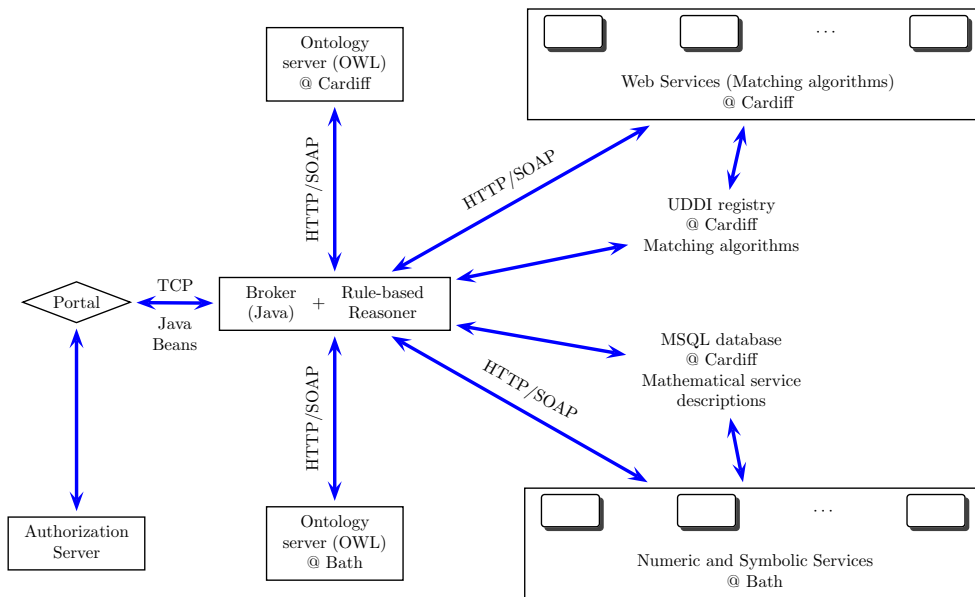 Ontology
server (OWL)
@ Cardiff
. . .
Web Services (Matching algorithms)
@ Cardiff
HTTP/SOAP
HTTP/SOAP
UDDI registry
@ Cardiff
Matching algorithms
Portal
TCP
Java
Beans
Broker
(Java)
+
Rule-based
Reasoner
MSQL database
@ Cardiff
Mathematical service
descriptions
HTTP/SOAP
HTTP/SOAP
Authorization
Server
Ontology
server (OWL)
@ Bath
. . .
Numeric and Symbolic Services
@ Bath